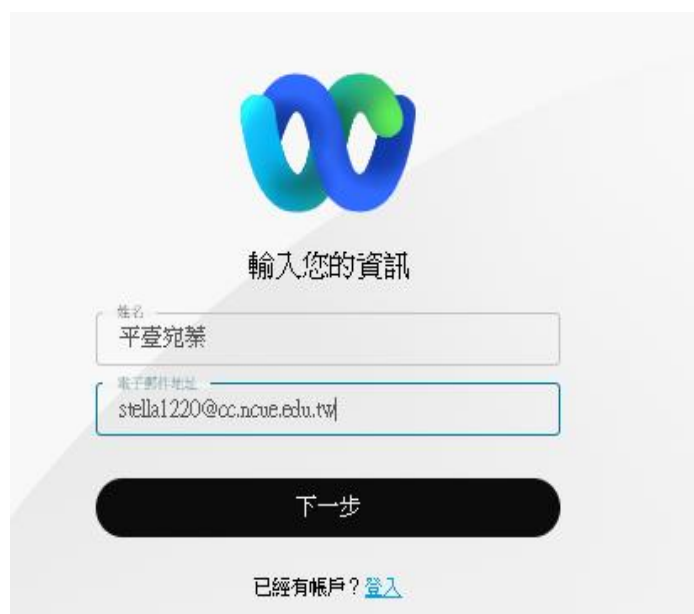 輸入您的資訊
姓名
平臺宛蓁
電子郵件地址
stella1220@cc.ncue.edu.tw
下一步
已經有帳戶？登入